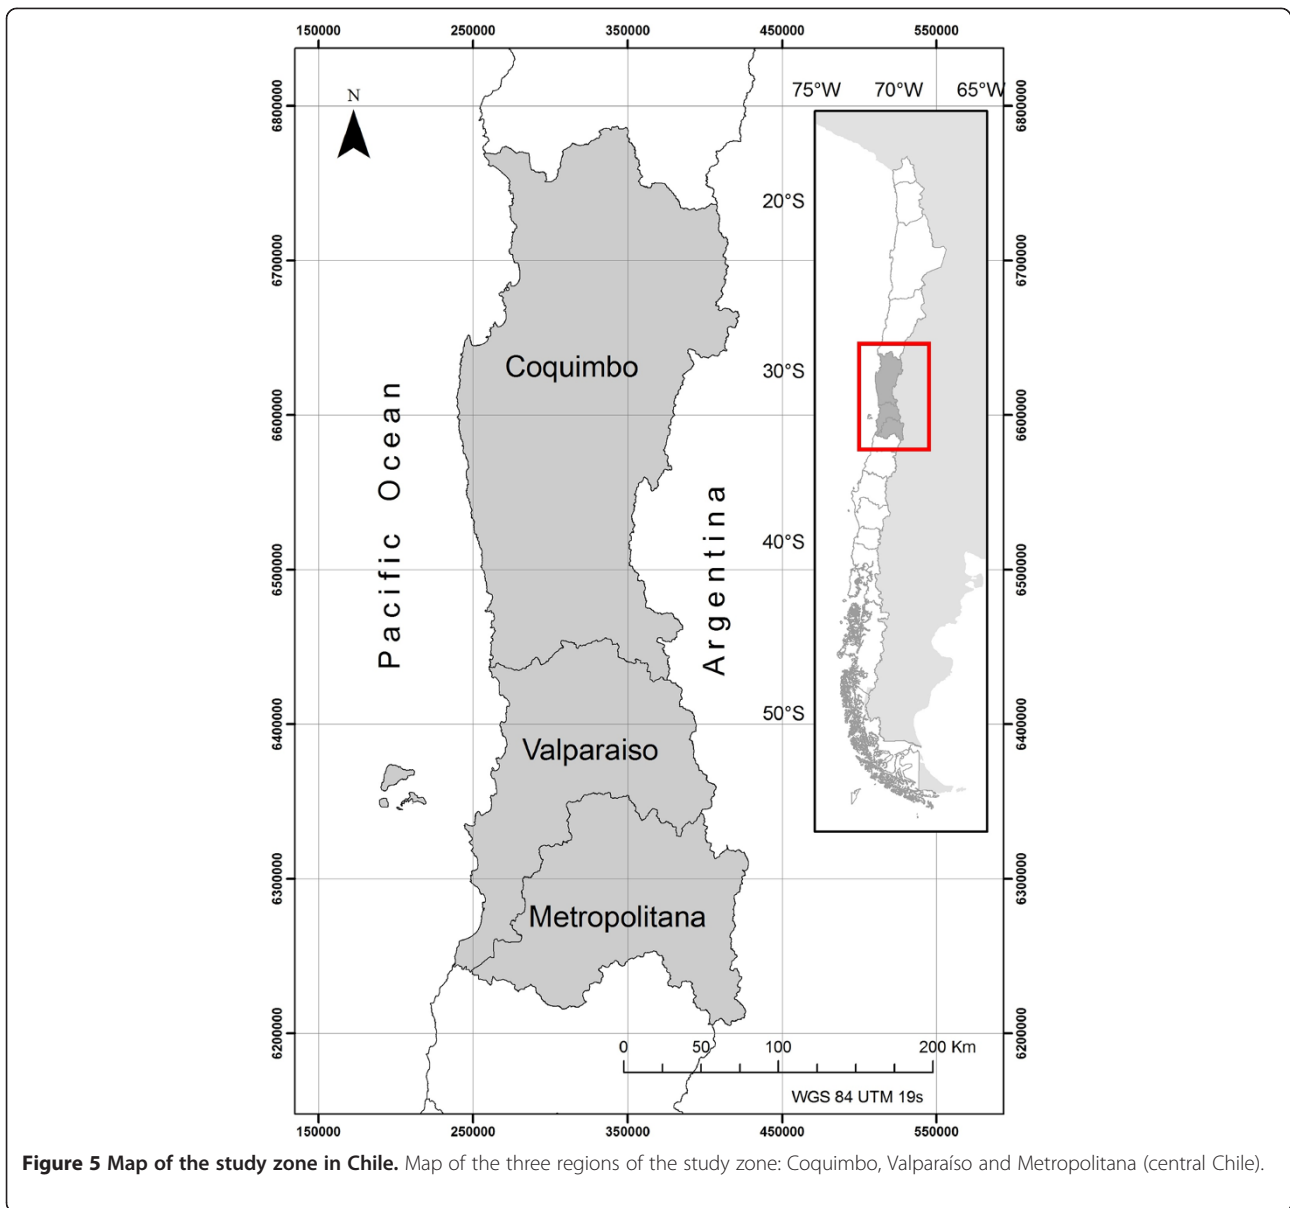 150000 250000 350000 450000 550000
75°W 70°W 65°W
N
6800000 6800000
20°S
6700000 6700000
30°S
Coquimbo
6600000 6600000
Pacific Ocean
Argentina
40°S
6500000 6500000
50°S
6400000 6400000
Valparaiso
6300000 6300000
Metropolitana
6200000 6200000
0 50 100 200 Km
WGS 84 UTM 19s
150000 250000 350000 450000 550000
Figure 5 Map of the study zone in Chile. Map of the three regions of the study zone: Coquimbo, Valparaíso and Metropolitana (central Chile).